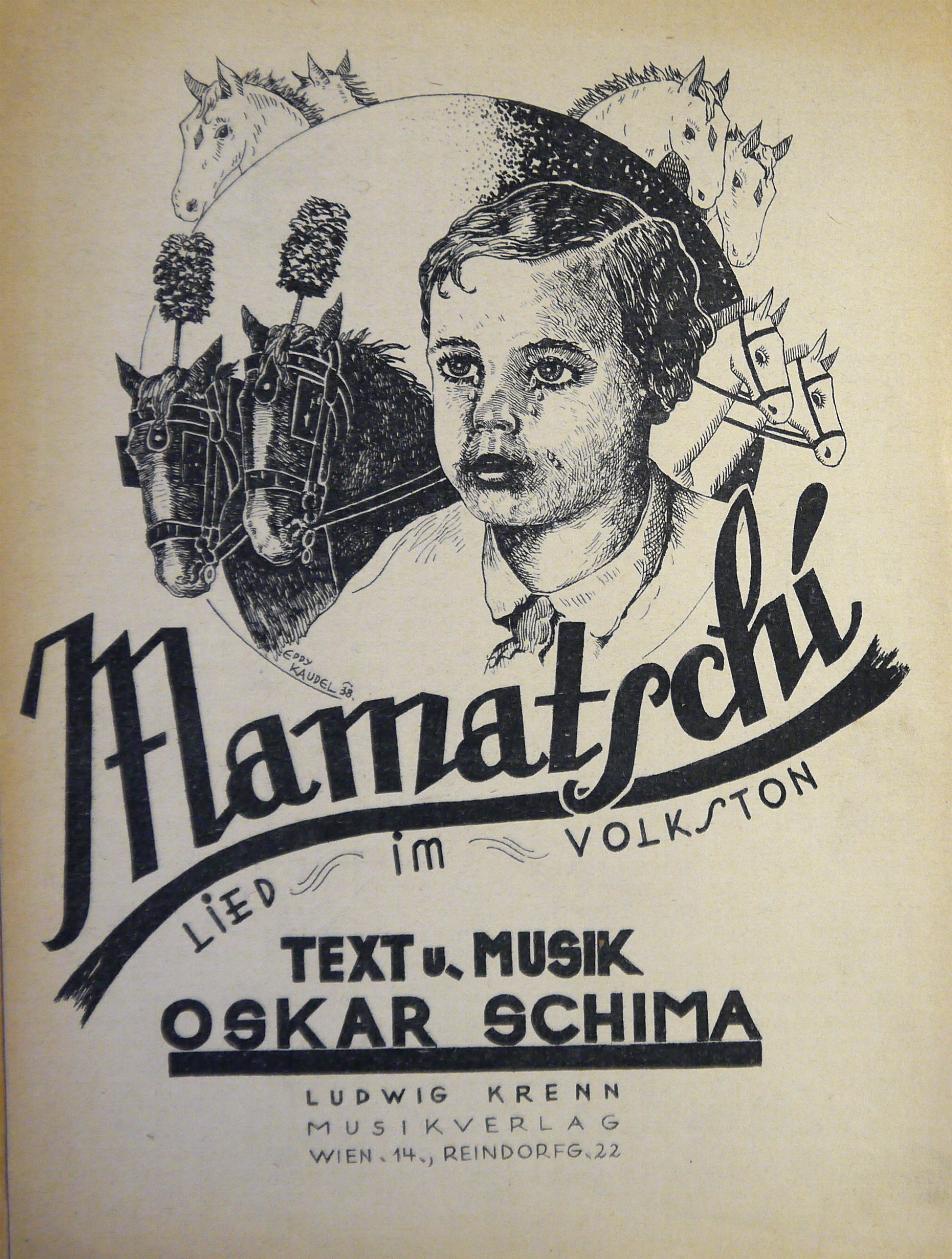 EDDY
KAUDEL 38.
Mamatschi
LiED im VOLKSTON
TEXT u. MUSIK
OSKAR SCHIMA
LUDWIG KRENN
MUSIKVERLAG
WIEN. 14., REINDORFG. 22